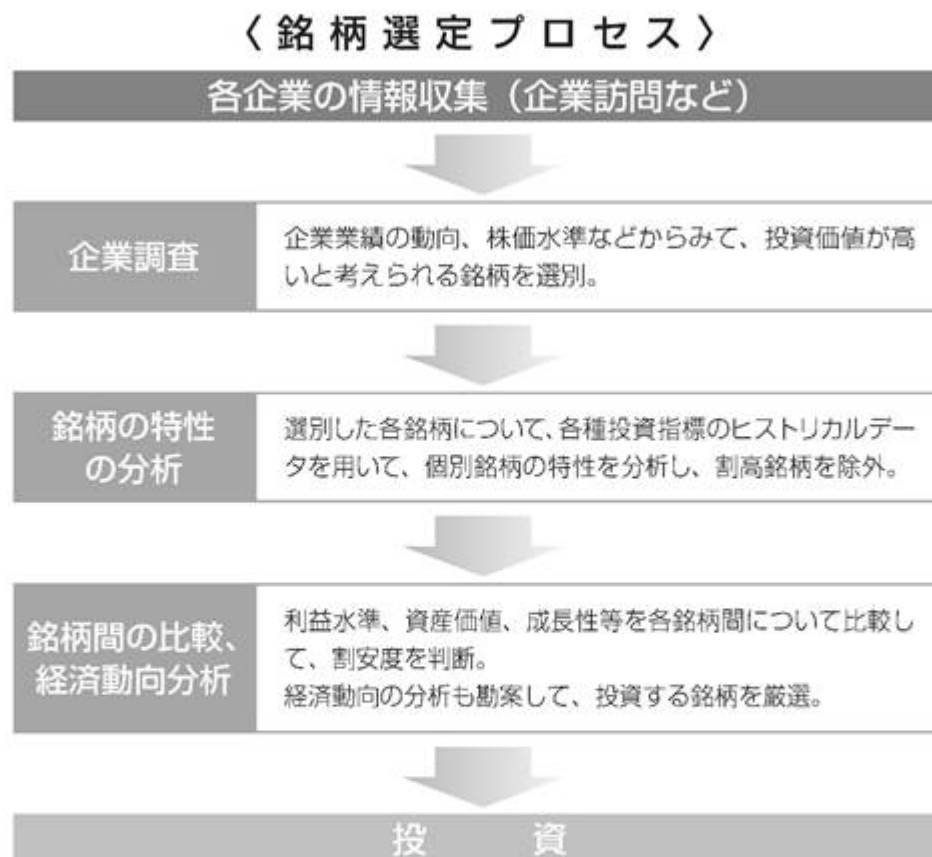 〈銘柄選定プロセス〉
各企業の情報収集（企業訪問など）
企業調査
企業業績の動向、株価水準などからみて、投資価値が高
いと考えられる銘柄を選別。
銘柄の特性
の分析
選別した各銘柄について、各種投資指標のヒストリカルデー
タを用いて、個別銘柄の特性を分析し、割高銘柄を除外。
銘柄間の比較、
経済動向分析
利益水準、資産価値、成長性等を各銘柄間について比較し
て、割安度を判断。
経済動向の分析も勘案して、投資する銘柄を厳選。
投　資